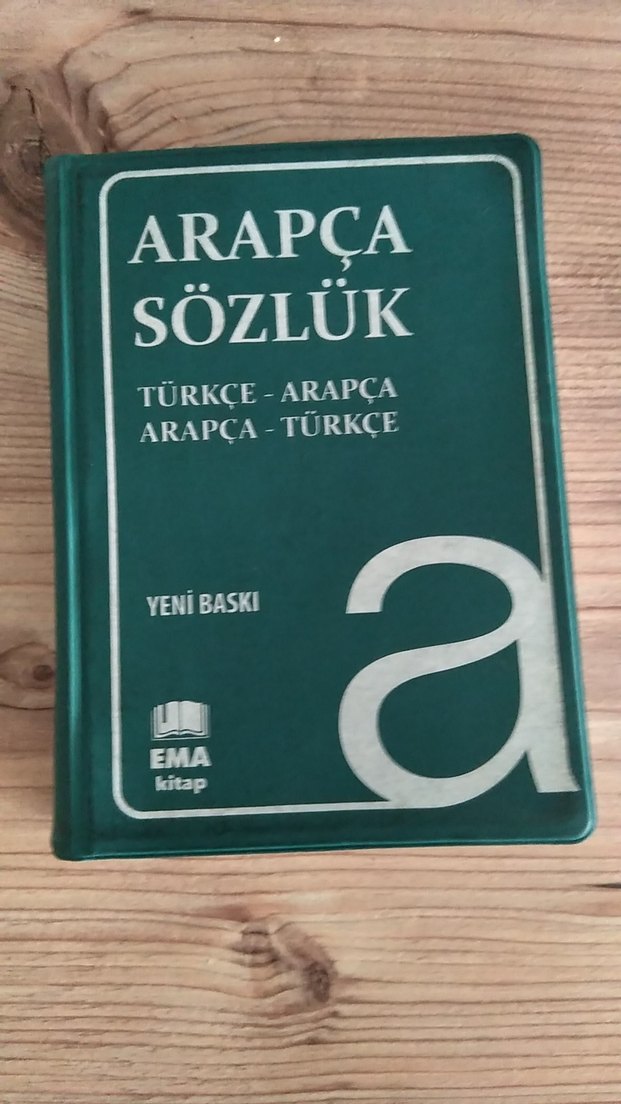 ARAPÇA
SÖZLÜK
TÜRKÇE - ARAPÇA
ARAPÇA - TÜRKÇE
YENİ BASKI
a
EMA
kitap